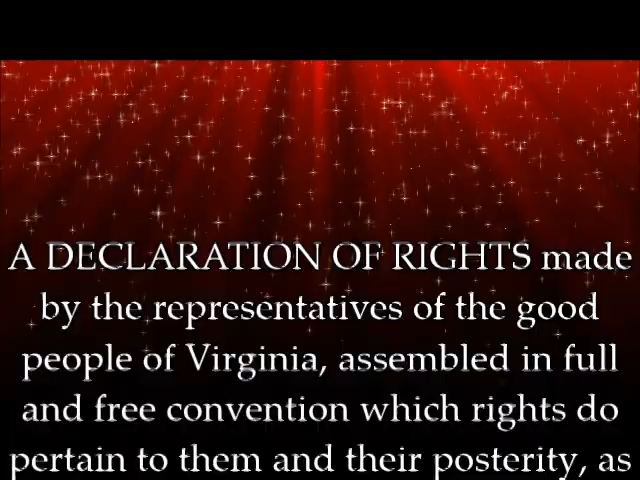 A DECLARATION OF RIGHTS made
by the representatives of the good
people of Virginia, assembled in full
and free convention which rights do
pertain to them and their posterity, as